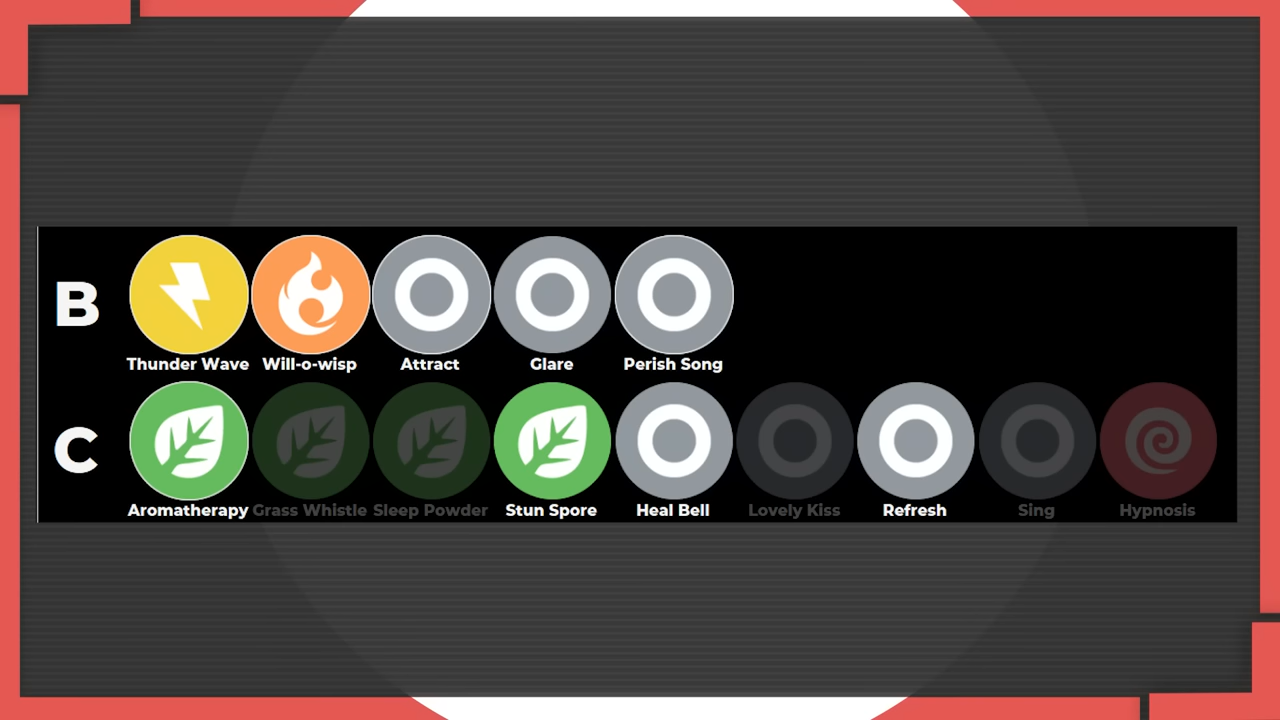 B
Thunder Wave Will-o-wisp Attract Glare Perish Song
C
Aromatherapy Grass Whistle Sleep Powder Stun Spore Heal Bell Lovely Kiss Refresh Sing Hypnosis